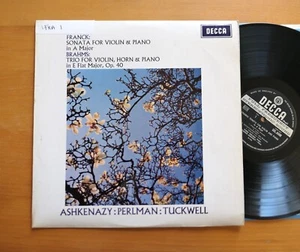 FRANCK:
SONATA FOR VIOLIN & PIANO
in A Major
BRAHMS:
TRIO FOR VIOLIN, HORN & PIANO
in E Flat Major, Op. 40
DECCA
ASHKENAZY : PERLMAN : TUCKWELL
DECCA